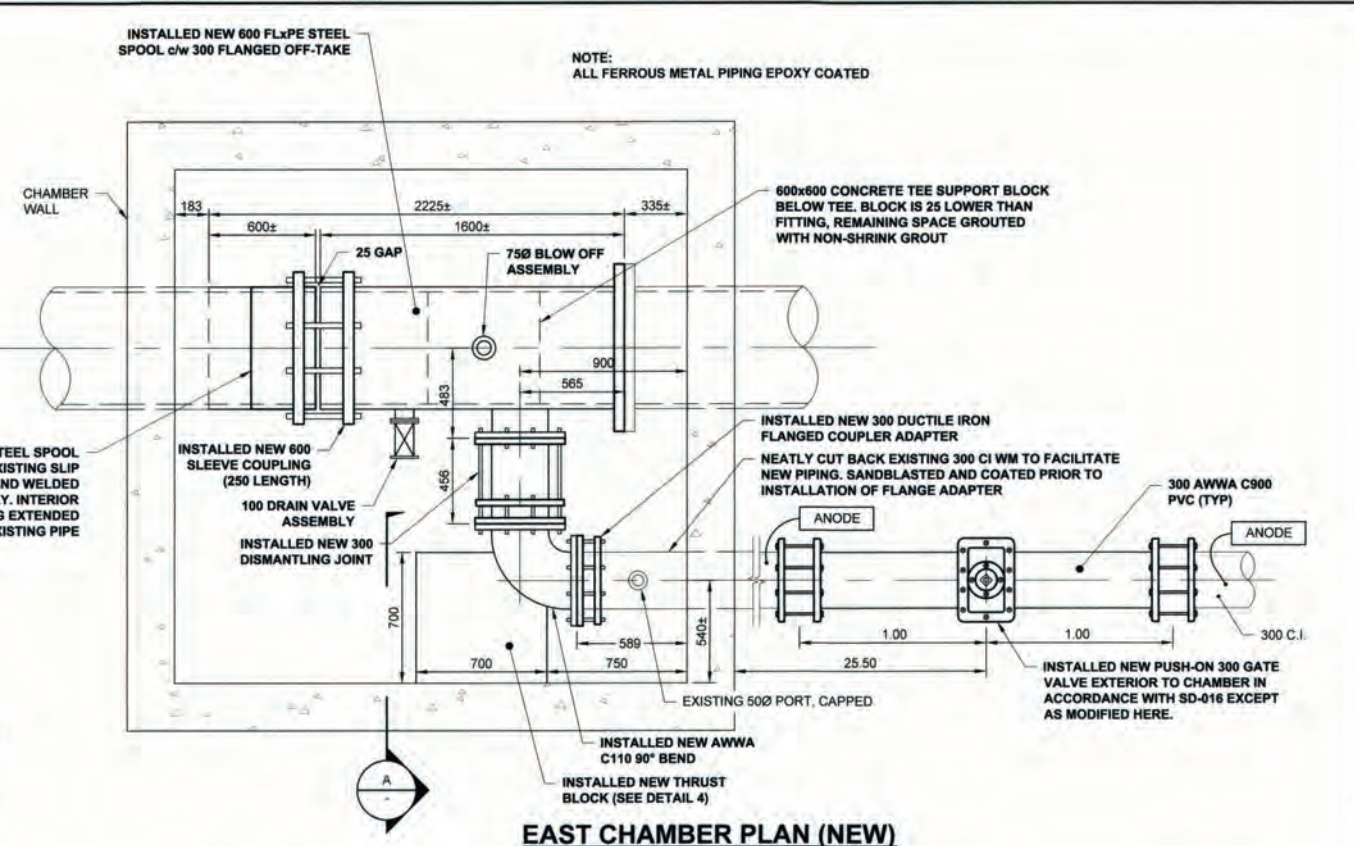 INSTALLED NEW 600 FLxPE STEEL
SPOOL c/w 300 FLANGED OFF-TAKE
NOTE:
ALL FERROUS METAL PIPING EPOXY COATED
CHAMBER
WALL
183
2225±
335±
600±
1600±
25 GAP
75Ø BLOW OFF
ASSEMBLY
600x600 CONCRETE TEE SUPPORT BLOCK
BELOW TEE. BLOCK IS 25 LOWER THAN
FITTING, REMAINING SPACE GROUTED
WITH NON-SHRINK GROUT
900
565
483
456
TEEL SPOOL
XISTING SLIP
ND WELDED
Y. INTERIOR
G EXTENDED
XISTING PIPE
INSTALLED NEW 600
SLEEVE COUPLING
(250 LENGTH)
100 DRAIN VALVE
ASSEMBLY
INSTALLED NEW 300
DISMANTLING JOINT
INSTALLED NEW 300 DUCTILE IRON
FLANGED COUPLER ADAPTER
NEATLY CUT BACK EXISTING 300 CI WM TO FACILITATE
NEW PIPING. SANDBLASTED AND COATED PRIOR TO
INSTALLATION OF FLANGE ADAPTER
300 AWWA C900
PVC (TYP)
ANODE
ANODE
700
700
750
589
540±
1.00
1.00
25.50
300 C.I.
EXISTING 50Ø PORT, CAPPED
INSTALLED NEW PUSH-ON 300 GATE
VALVE EXTERIOR TO CHAMBER IN
ACCORDANCE WITH SD-016 EXCEPT
AS MODIFIED HERE.
INSTALLED NEW AWWA
C110 90° BEND
INSTALLED NEW THRUST
BLOCK (SEE DETAIL 4)
A
-
EAST CHAMBER PLAN (NEW)